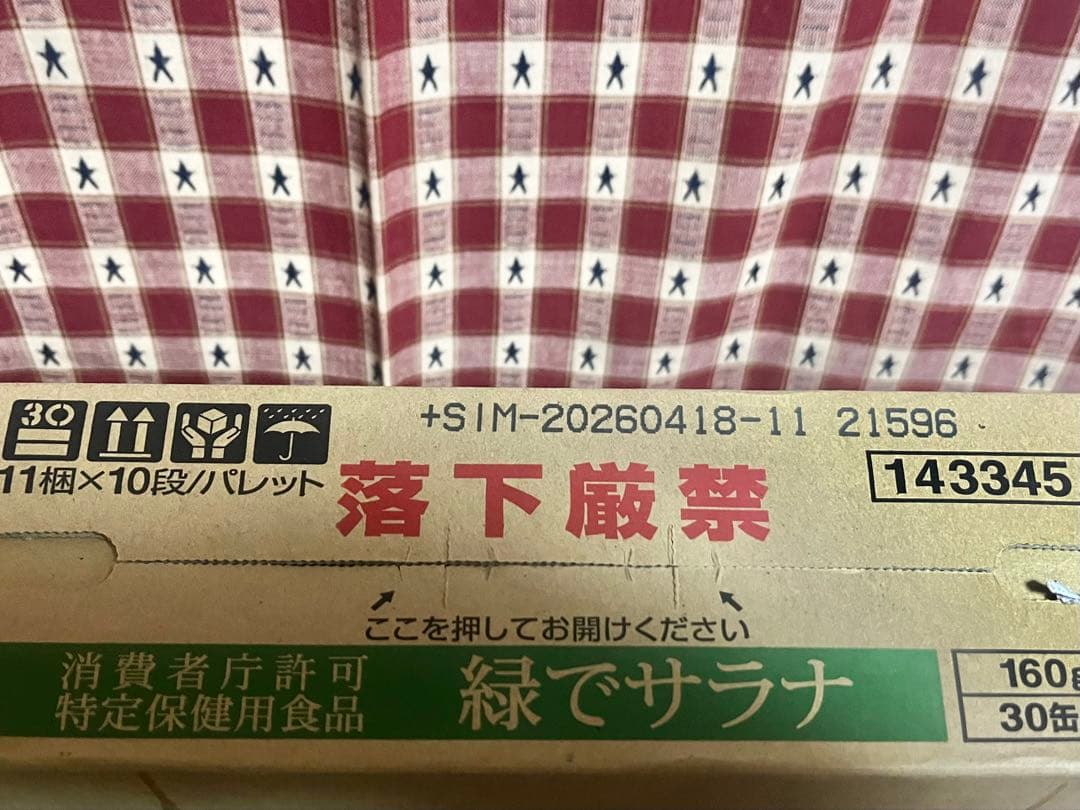 30
+SIM-20260418-11 21596
11梱×10段/パレット
落下厳禁
143345
ここを押してお開けください
消費者庁許可
特定保健用食品
緑でサラナ
160g
30缶